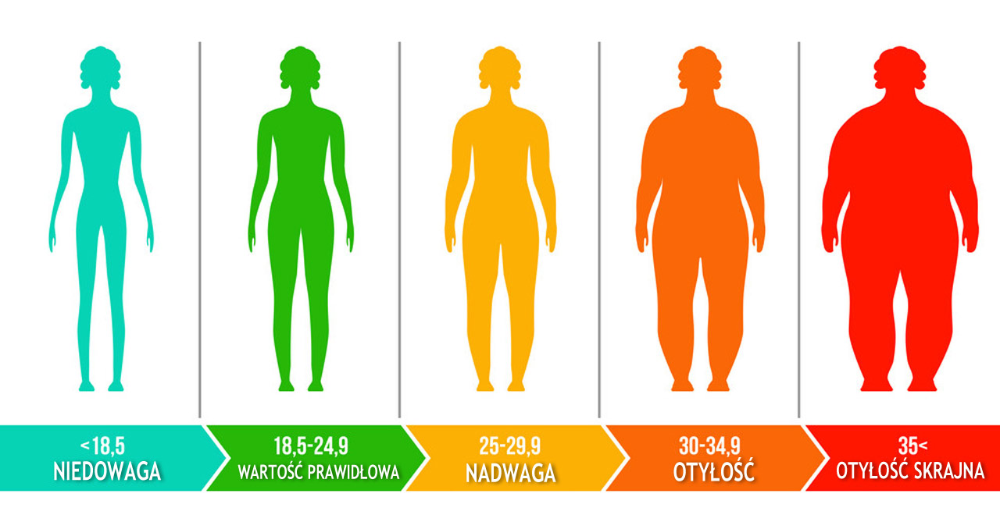 <18,5
NIEDOWAGA
18,5-24,9
WARTOŚĆ PRAWIDŁOWA
25-29,9
NADWAGA
30-34,9
OTYŁOŚĆ
35<
OTYŁOŚĆ SKRAJNA